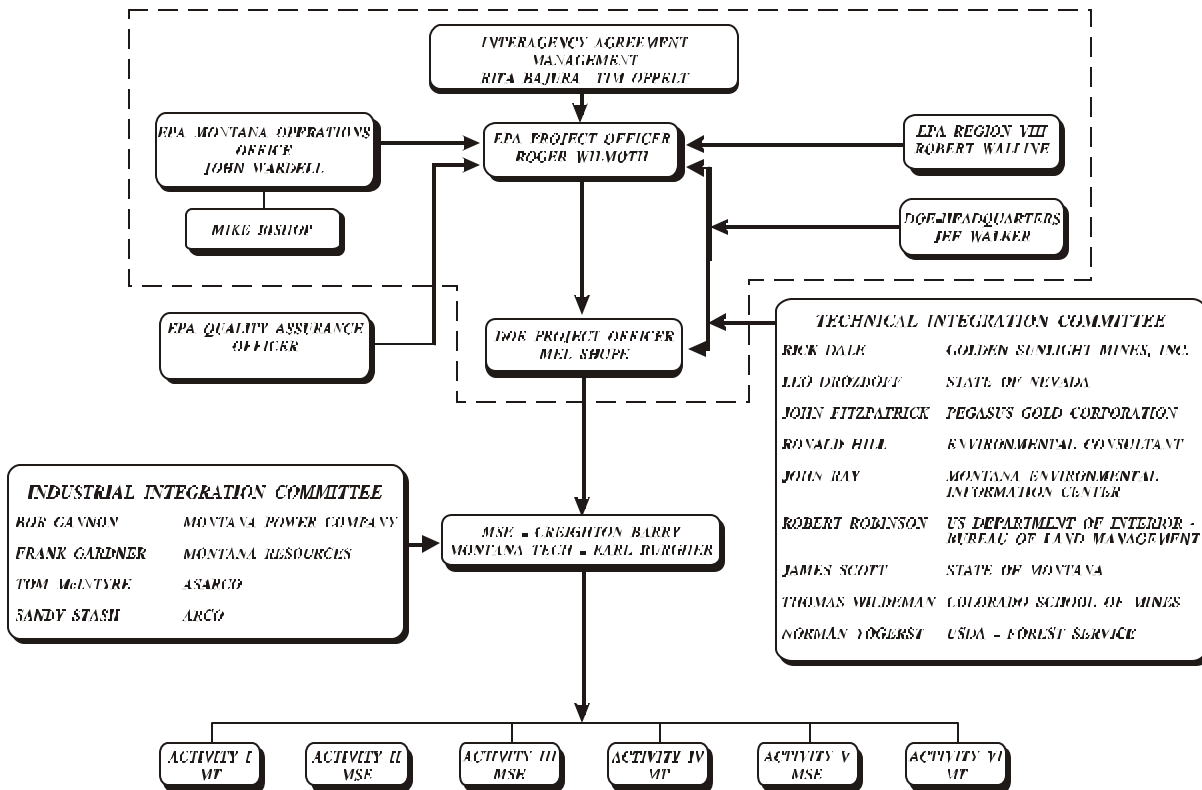 INTERAGENCY AGREEMENT
MANAGEMENT
RITA BAJURA TIM OPPELT
EPA MONTANA OPERATIONS
OFFICE
JOHN WARDELL
EPA PROJECT OFFICER
ROGER WILMOTH
EPA REGION VIII
ROBERT WALLINE
MIKE BISHOP
DOE-HEADQUARTERS
JEF WALKER
EPA QUALITY ASSURANCE
OFFICER
DOE PROJECT OFFICER
MEL SHUPE
TECHNICAL INTEGRATION COMMITTEE
RICK DALE GOLDEN SUNLIGHT MINES, INC.
LEO DROZDOFF STATE OF NEVADA
JOHN FITZPATRICK PEGASUS GOLD CORPORATION
RONALD HILL ENVIRONMENTAL CONSULTANT
JOHN RAY MONTANA ENVIRONMENTAL
INFORMATION CENTER
ROBERT ROBINSON US DEPARTMENT OF INTERIOR -
BUREAU OF LAND MANAGEMENT
JAMES SCOTT STATE OF MONTANA
THOMAS WILDEMAN COLORADO SCHOOL OF MINES
NORMAN YOGERST USDA - FOREST SERVICE
INDUSTRIAL INTEGRATION COMMITTEE
BOB GANNON MONTANA POWER COMPANY
FRANK GARDNER MONTANA RESOURCES
TOM McINTYRE ASARCO
SANDY STASH ARCO
MSE - CREIGHTON BARRY
MONTANA TECH - KARL BURGHER
ACTIVITY I
MT
ACTIVITY II
MSE
ACTIVITY III
MSE
ACTIVITY IV
MT
ACTIVITY V
MSE
ACTIVITY VI
MT